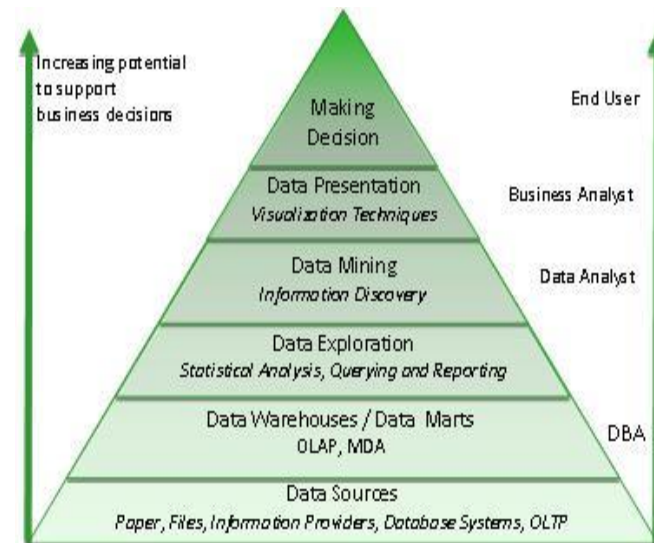 Increasing potential
to support
business decisions
Making
Decision
End User
Data Presentation
Visualization Techniques
Business Analyst
Data Mining
Information Discovery
Data Analyst
Data Exploration
Statistical Analysis, Querying and Reporting
Data Warehouses / Data Marts
OLAP, MDA
DBA
Data Sources
Paper, Files, Information Providers, Database Systems, OLTP